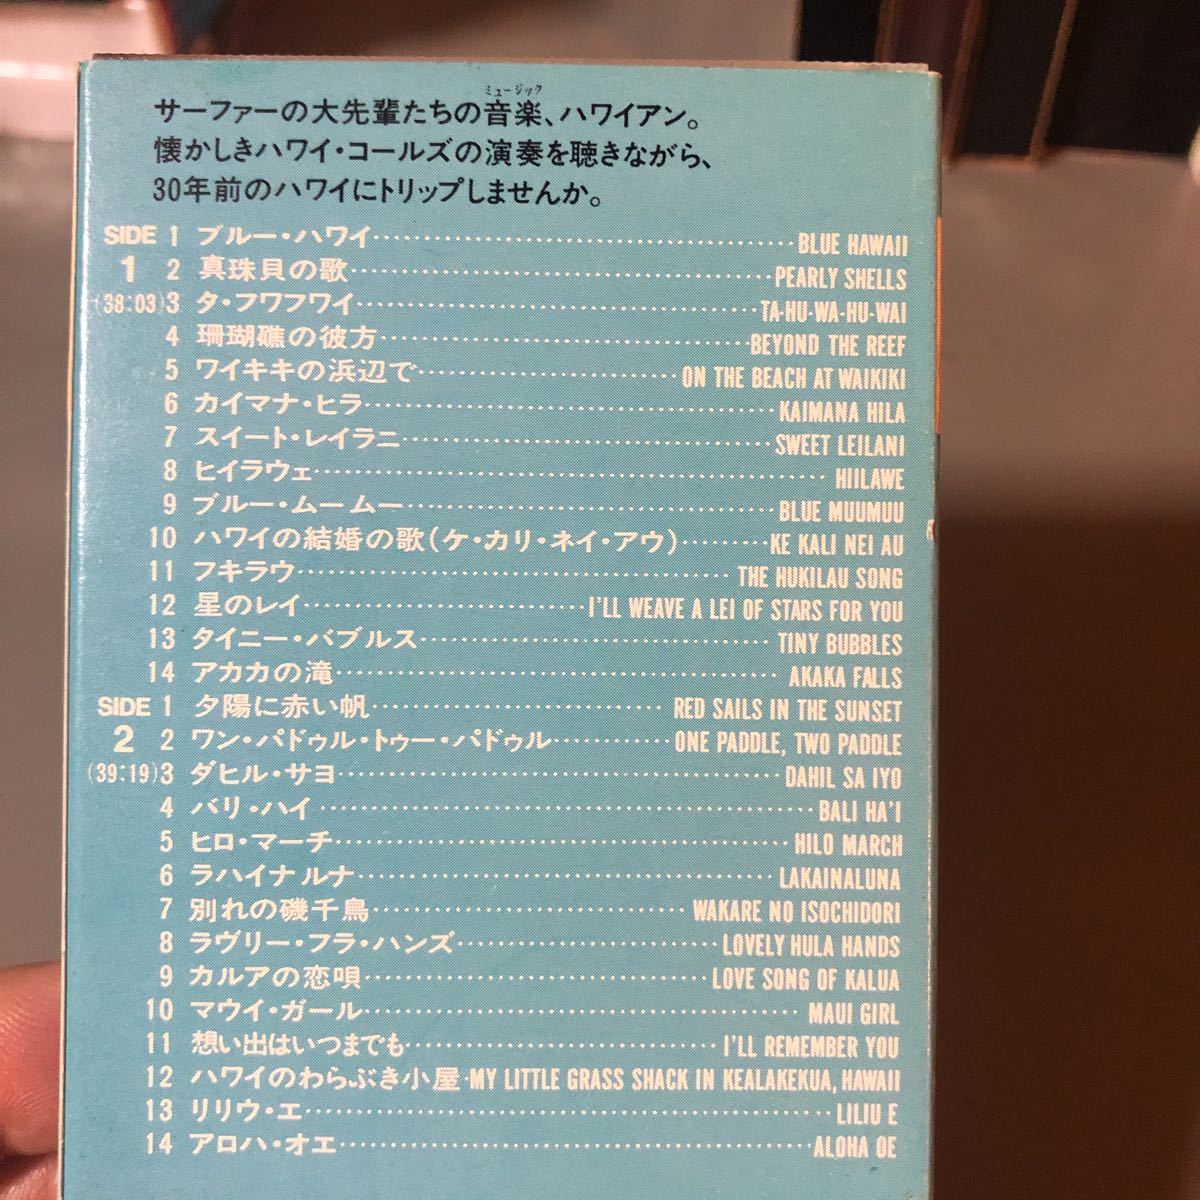 ミュージック
サーファーの大先輩たちの音楽、ハワイアン。
懐かしきハワイ・コールズの演奏を聴きながら、
30年前のハワイにトリップしませんか。
SIDE 1 ブルー・ハワイ BLUE HAWAII
1 2 真珠貝の歌 PEARLY SHELLS
(38:03) 3 タ・フワフワイ TA-HU-WA-HU-WAI
4 珊瑚礁の彼方 BEYOND THE REEF
5 ワイキキの浜辺で ON THE BEACH AT WAIKIKI
6 カイマナ・ヒラ KAIMANA HILA
7 スイート・レイラニ SWEET LEILANI
8 ヒイラウェ HIILAWE
9 ブルー・ムームー BLUE MUUMUU
10 ハワイの結婚の歌(ケ・カリ・ネイ・アウ) KE KALI NEI AU
11 フキラウ THE HUKILAU SONG
12 星のレイ I'LL WEAVE A LEI OF STARS FOR YOU
13 タイニー・バブルス TINY BUBBLES
14 アカカの滝 AKAKA FALLS
SIDE 1 夕陽に赤い帆 RED SAILS IN THE SUNSET
2 2 ワン・パドゥル・トゥー・パドゥル ONE PADDLE, TWO PADDLE
(39:19) 3 ダヒル・サヨ DAHIL SA IYO
4 バリ・ハイ BALI HA'I
5 ヒロ・マーチ HILO MARCH
6 ラハイナルナ LAKAINALUNA
7 別れの磯千鳥 WAKARE NO ISOCHIDORI
8 ラヴリー・フラ・ハンズ LOVELY HULA HANDS
9 カルアの恋唄 LOVE SONG OF KALUA
10 マウイ・ガール MAUI GIRL
11 想い出はいつまでも I'LL REMEMBER YOU
12 ハワイのわらぶき小屋 MY LITTLE GRASS SHACK IN KEALAKEKUA, HAWAII
13 リリウ・エ LILIU E
14 アロハ・オエ ALOHA OE